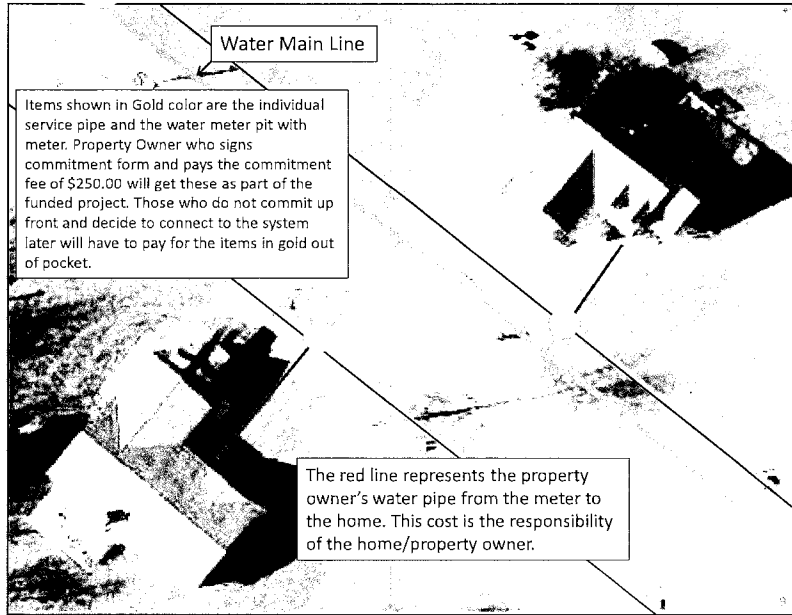 Water Main Line
Items shown in Gold color are the individual
service pipe and the water meter pit with
meter. Property Owner who signs
commitment form and pays the commitment
fee of $250.00 will get these as part of the
funded project. Those who do not commit up
front and decide to connect to the system
later will have to pay for the items in gold out
of pocket.
The red line represents the property
owner's water pipe from the meter to
the home. This cost is the responsibility
of the home/property owner.